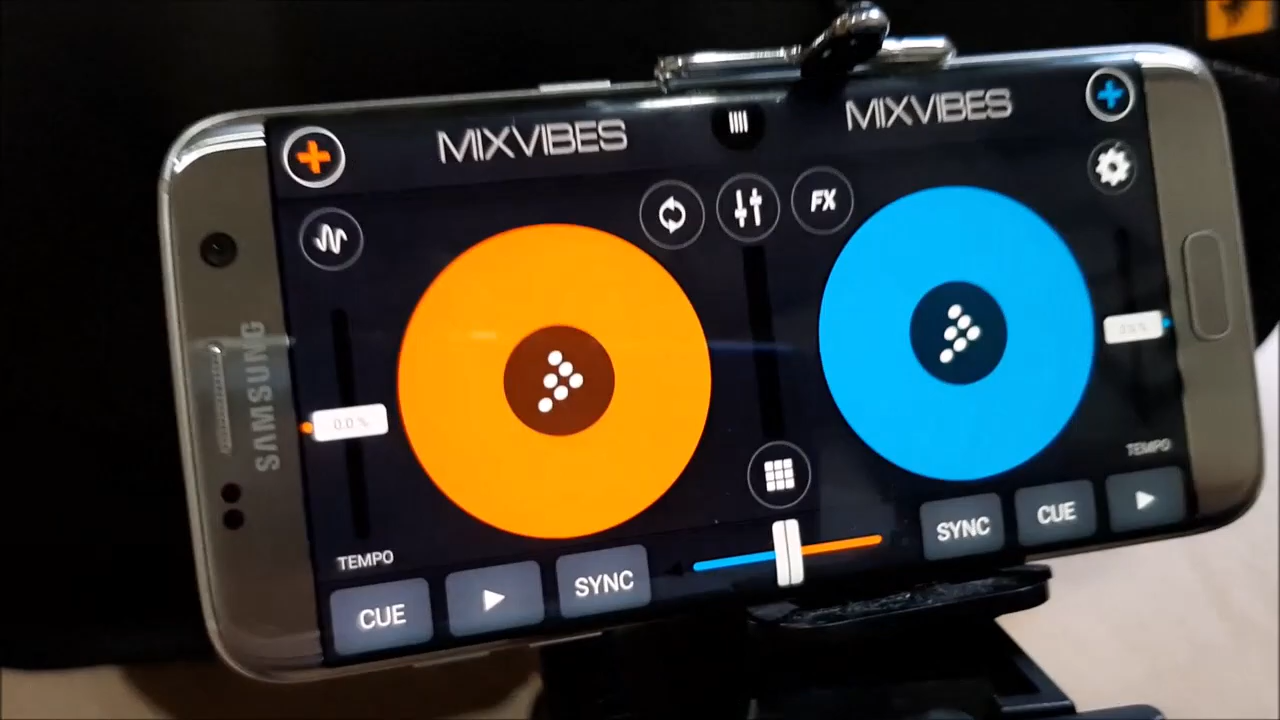 MIXVIBES
MIXVIBES
FX
SAMSUNG
0.0 %
TEMPO
TEMPO
CUE
SYNC
SYNC
CUE